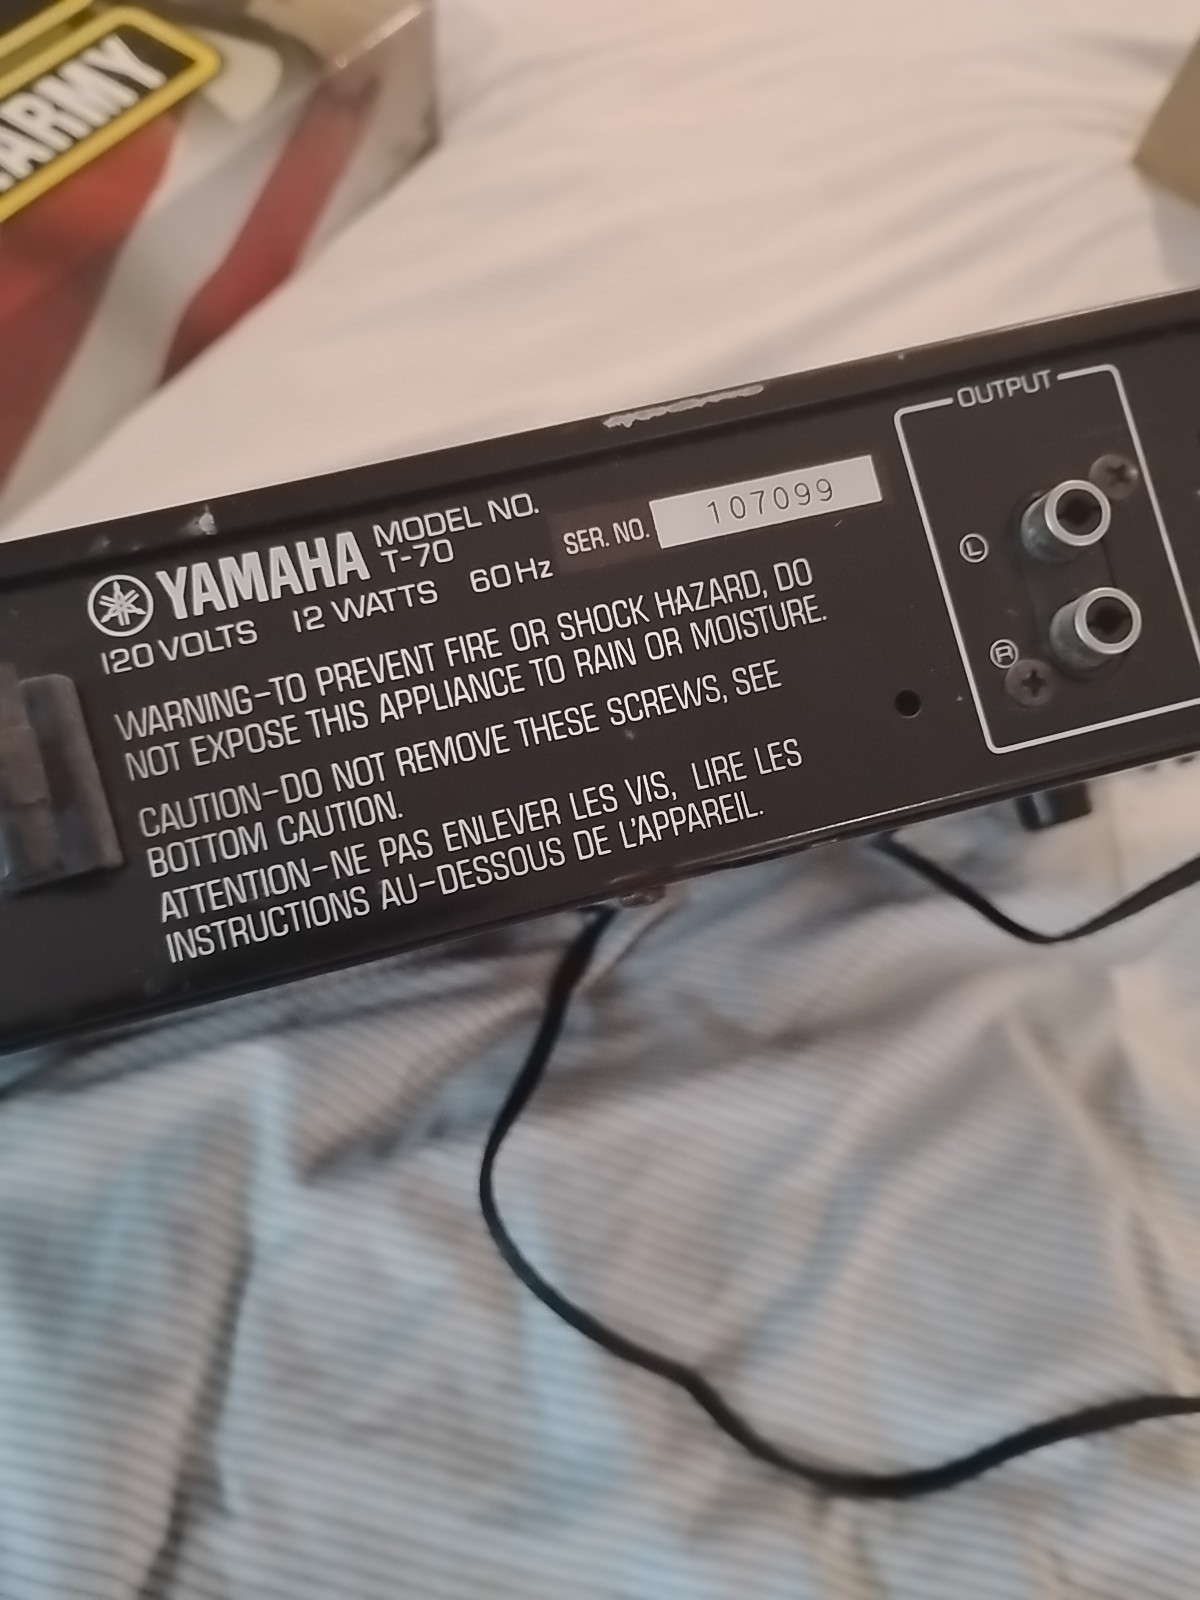 ARMY
OUTPUT
YAMAHA MODEL NO.
T-70
SER. NO. 107099
120 VOLTS 12 WATTS 60 Hz
L
R
WARNING-TO PREVENT FIRE OR SHOCK HAZARD, DO
NOT EXPOSE THIS APPLIANCE TO RAIN OR MOISTURE.
CAUTION-DO NOT REMOVE THESE SCREWS, SEE
BOTTOM CAUTION.
ATTENTION-NE PAS ENLEVER LES VIS, LIRE LES
INSTRUCTIONS AU-DESSOUS DE L'APPAREIL.